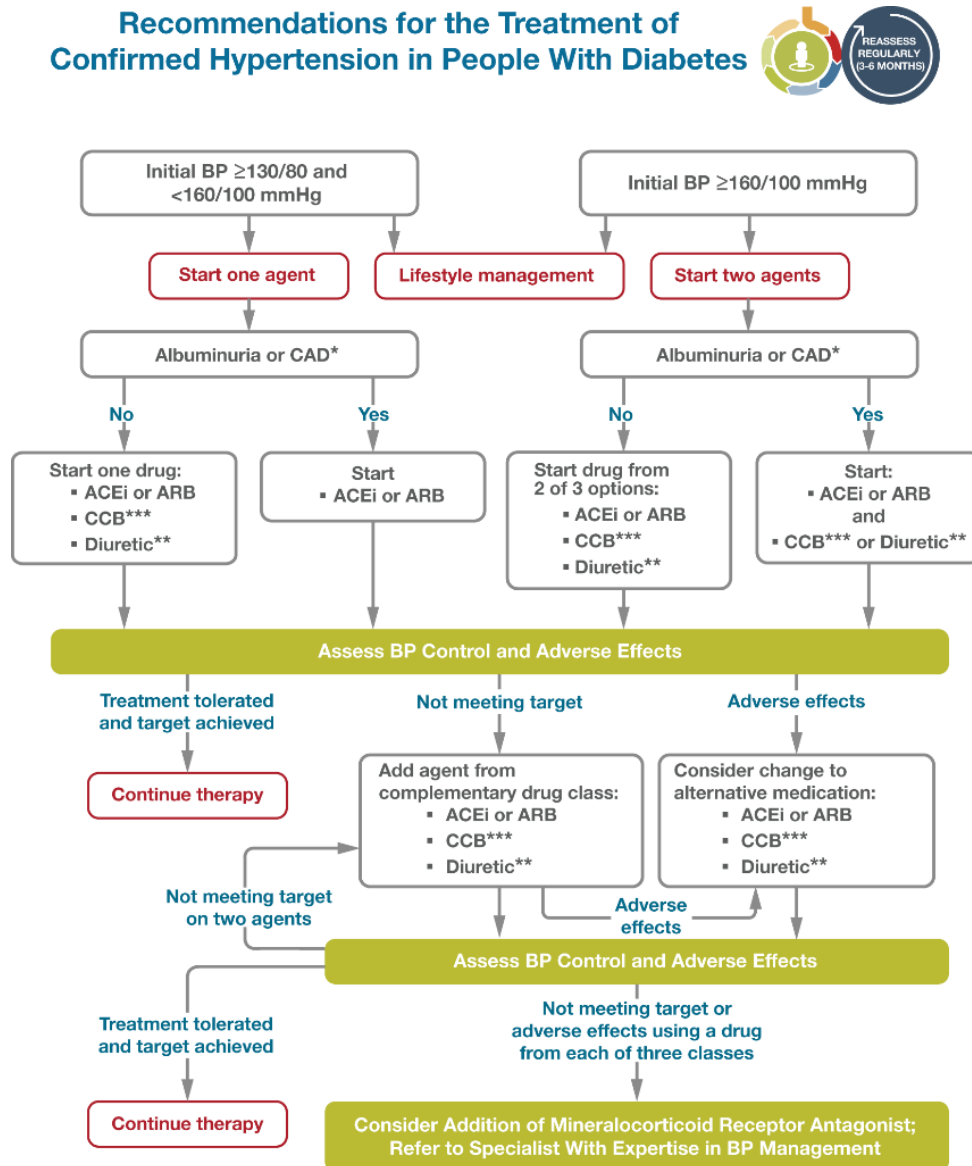 Recommendations for the Treatment of
Confirmed Hypertension in People With Diabetes
REASSESS
REGULARLY
(3-6 MONTHS)
Initial BP ≥130/80 and
<160/100 mmHg
Initial BP ≥160/100 mmHg
Start one agent
Lifestyle management
Start two agents
Albuminuria or CAD*
Albuminuria or CAD*
No
Yes
No
Yes
Start one drug:
▪ ACEi or ARB
▪ CCB***
▪ Diuretic**
Start
▪ ACEi or ARB
Start drug from
2 of 3 options:
▪ ACEi or ARB
▪ CCB***
▪ Diuretic**
Start:
▪ ACEi or ARB
and
▪ CCB*** or Diuretic**
Assess BP Control and Adverse Effects
Treatment tolerated
and target achieved
Not meeting target
Adverse effects
Continue therapy
Add agent from
complementary drug class:
▪ ACEi or ARB
▪ CCB***
▪ Diuretic**
Consider change to
alternative medication:
▪ ACEi or ARB
▪ CCB***
▪ Diuretic**
Not meeting target
on two agents
Adverse
effects
Assess BP Control and Adverse Effects
Treatment tolerated
and target achieved
Not meeting target or
adverse effects using a drug
from each of three classes
Continue therapy
Consider Addition of Mineralocorticoid Receptor Antagonist;
Refer to Specialist With Expertise in BP Management